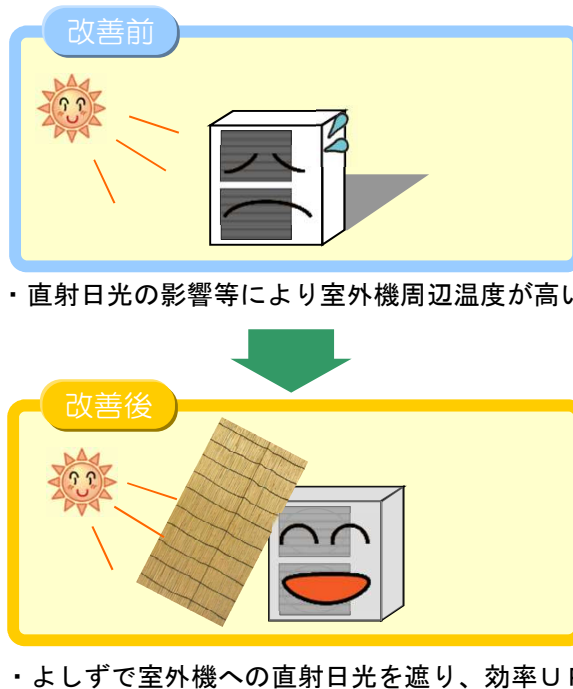 改善前
・直射日光の影響等により室外機周辺温度が高い
改善後
・よしずで室外機への直射日光を遮り、効率ＵＰ